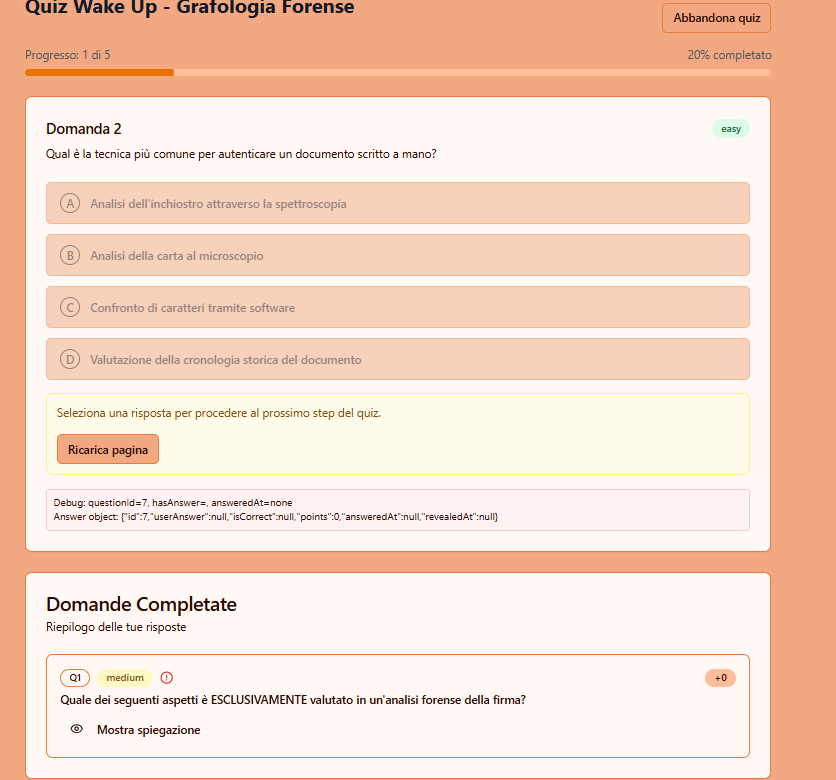 Quiz Wake Up - Grafologia Forense
Abbandona quiz
Progresso: 1 di 5
20% completato
Domanda 2
easy
Qual è la tecnica più comune per autenticare un documento scritto a mano?
A Analisi dell'inchiostro attraverso la spettroscopia
B Analisi della carta al microscopio
C Confronto di caratteri tramite software
D Valutazione della cronologia storica del documento
Seleziona una risposta per procedere al prossimo step del quiz.
Ricarica pagina
Debug: questionId=7, hasAnswer=, answeredAt=none
Answer object: {"id":7,"userAnswer":null,"isCorrect":null,"points":0,"answeredAt":null,"revealedAt":null}
Domande Completate
Riepilogo delle tue risposte
Q1 medium
+0
Quale dei seguenti aspetti è ESCLUSIVAMENTE valutato in un'analisi forense della firma?
Mostra spiegazione